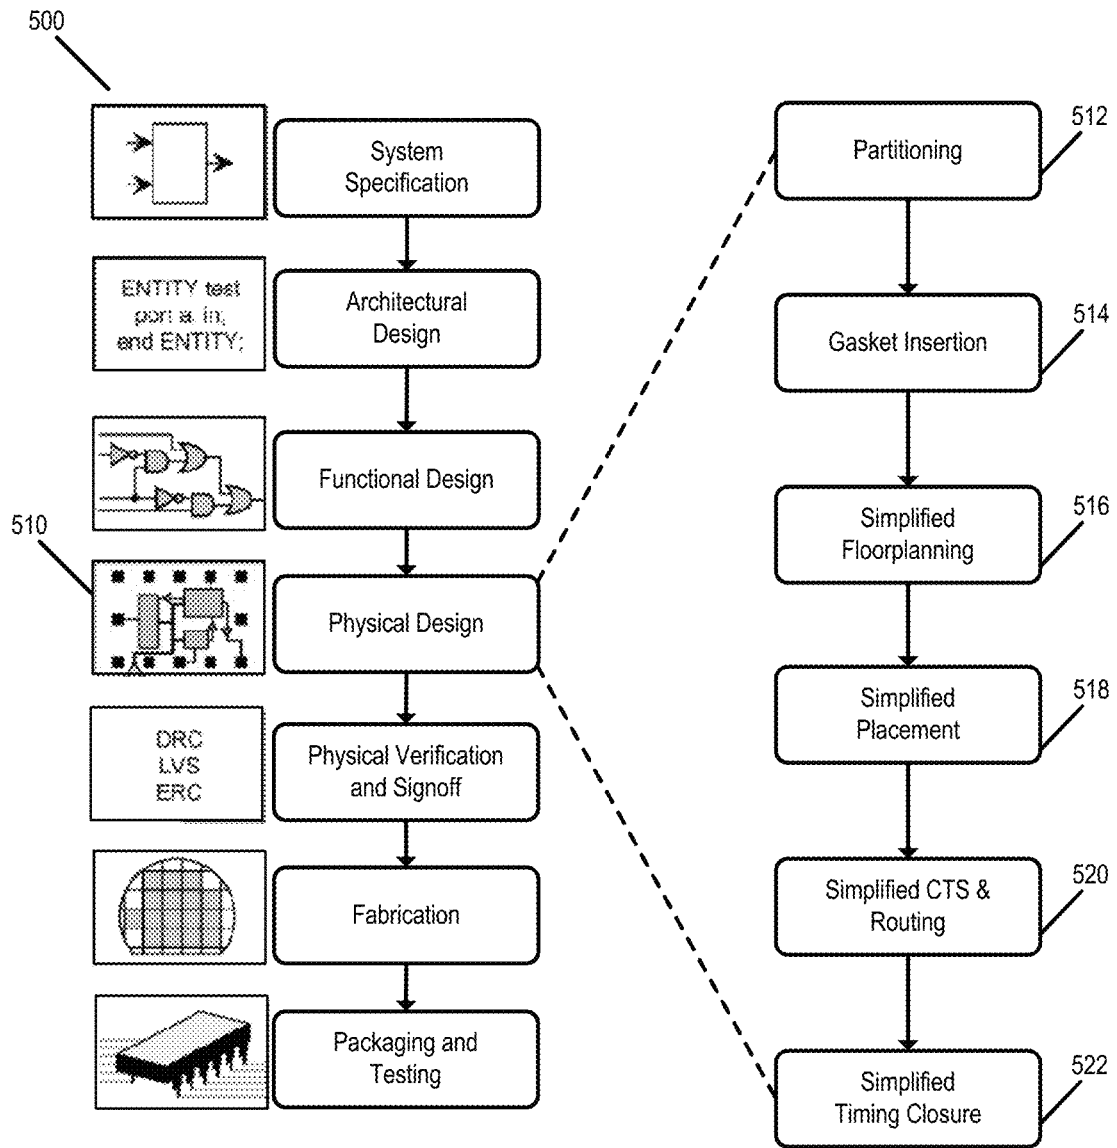 500
System
Specification
ENTITY test
port a. in,
and ENTITY;
Architectural
Design
Functional Design
510
Physical Design
DRC
LVS
ERC
Physical Verification
and Signoff
Fabrication
Packaging and
Testing
Partitioning
512
Gasket Insertion
514
Simplified
Floorplanning
516
Simplified
Placement
518
Simplified CTS &
Routing
520
Simplified
Timing Closure
522